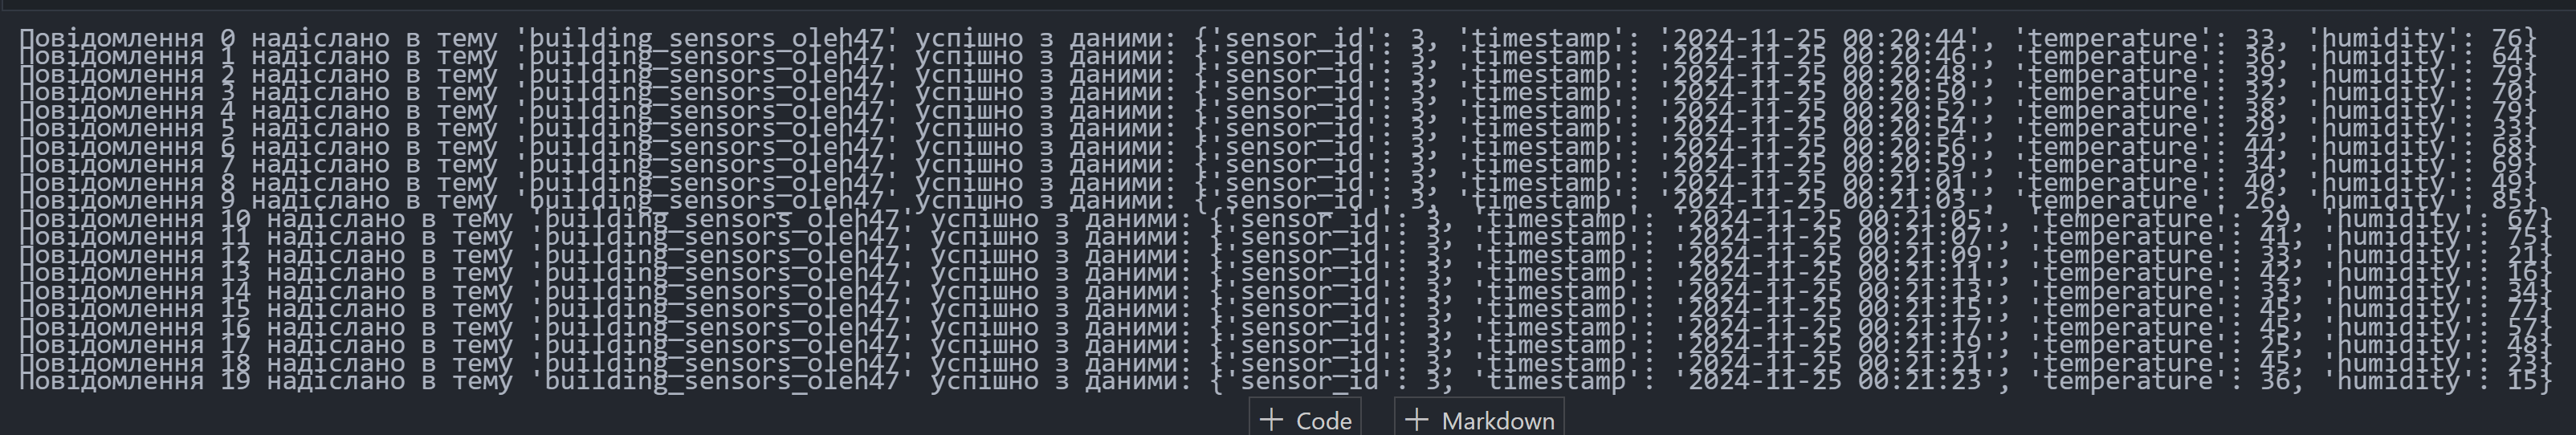 Повідомлення 0 надіслано в тему 'building_sensors_oleh47' успішно з даними: {'sensor_id': 3, 'timestamp': '2024-11-25 00:20:44', 'temperature': 33, 'humidity': 76}
Повідомлення 1 надіслано в тему 'building_sensors_oleh47' успішно з даними: {'sensor_id': 3, 'timestamp': '2024-11-25 00:20:46', 'temperature': 36, 'humidity': 64}
Повідомлення 2 надіслано в тему 'building_sensors_oleh47' успішно з даними: {'sensor_id': 3, 'timestamp': '2024-11-25 00:20:48', 'temperature': 39, 'humidity': 79}
Повідомлення 3 надіслано в тему 'building_sensors_oleh47' успішно з даними: {'sensor_id': 3, 'timestamp': '2024-11-25 00:20:50', 'temperature': 32, 'humidity': 70}
Повідомлення 4 надіслано в тему 'building_sensors_oleh47' успішно з даними: {'sensor_id': 3, 'timestamp': '2024-11-25 00:20:52', 'temperature': 38, 'humidity': 79}
Повідомлення 5 надіслано в тему 'building_sensors_oleh47' успішно з даними: {'sensor_id': 3, 'timestamp': '2024-11-25 00:20:54', 'temperature': 29, 'humidity': 33}
Повідомлення 6 надіслано в тему 'building_sensors_oleh47' успішно з даними: {'sensor_id': 3, 'timestamp': '2024-11-25 00:20:56', 'temperature': 44, 'humidity': 68}
Повідомлення 7 надіслано в тему 'building_sensors_oleh47' успішно з даними: {'sensor_id': 3, 'timestamp': '2024-11-25 00:20:59', 'temperature': 34, 'humidity': 69}
Повідомлення 8 надіслано в тему 'building_sensors_oleh47' успішно з даними: {'sensor_id': 3, 'timestamp': '2024-11-25 00:21:01', 'temperature': 40, 'humidity': 49}
Повідомлення 9 надіслано в тему 'building_sensors_oleh47' успішно з даними: {'sensor_id': 3, 'timestamp': '2024-11-25 00:21:03', 'temperature': 26, 'humidity': 85}
Повідомлення 10 надіслано в тему 'building_sensors_oleh47' успішно з даними: {'sensor_id': 3, 'timestamp': '2024-11-25 00:21:05', 'temperature': 29, 'humidity': 67}
Повідомлення 11 надіслано в тему 'building_sensors_oleh47' успішно з даними: {'sensor_id': 3, 'timestamp': '2024-11-25 00:21:07', 'temperature': 41, 'humidity': 75}
Повідомлення 12 надіслано в тему 'building_sensors_oleh47' успішно з даними: {'sensor_id': 3, 'timestamp': '2024-11-25 00:21:09', 'temperature': 33, 'humidity': 21}
Повідомлення 13 надіслано в тему 'building_sensors_oleh47' успішно з даними: {'sensor_id': 3, 'timestamp': '2024-11-25 00:21:11', 'temperature': 42, 'humidity': 16}
Повідомлення 14 надіслано в тему 'building_sensors_oleh47' успішно з даними: {'sensor_id': 3, 'timestamp': '2024-11-25 00:21:13', 'temperature': 33, 'humidity': 34}
Повідомлення 15 надіслано в тему 'building_sensors_oleh47' успішно з даними: {'sensor_id': 3, 'timestamp': '2024-11-25 00:21:15', 'temperature': 45, 'humidity': 77}
Повідомлення 16 надіслано в тему 'building_sensors_oleh47' успішно з даними: {'sensor_id': 3, 'timestamp': '2024-11-25 00:21:17', 'temperature': 45, 'humidity': 57}
Повідомлення 17 надіслано в тему 'building_sensors_oleh47' успішно з даними: {'sensor_id': 3, 'timestamp': '2024-11-25 00:21:19', 'temperature': 25, 'humidity': 48}
Повідомлення 18 надіслано в тему 'building_sensors_oleh47' успішно з даними: {'sensor_id': 3, 'timestamp': '2024-11-25 00:21:21', 'temperature': 45, 'humidity': 23}
Повідомлення 19 надіслано в тему 'building_sensors_oleh47' успішно з даними: {'sensor_id': 3, 'timestamp': '2024-11-25 00:21:23', 'temperature': 36, 'humidity': 15}
+ Code + Markdown